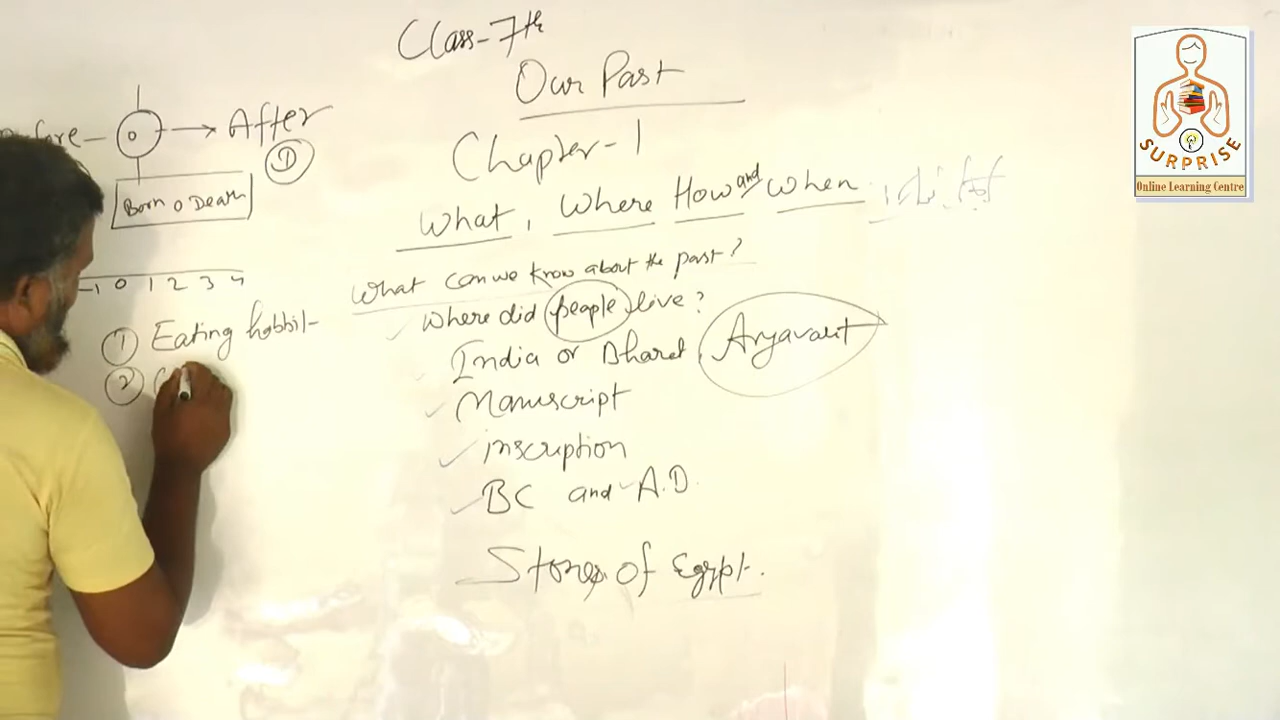 Class-7th
Our Past
Chapter-1
What, Where How and When
What can we know about the past?
Where did people live?
India or Bharat, Aryavart
Manuscript
inscription
BC and A.D.
Story of Egypt.
After
Born 0 Death
-1 0 1 2 3 4
1 Eating habbit-
2
SURPRISE
Online Learning Centre